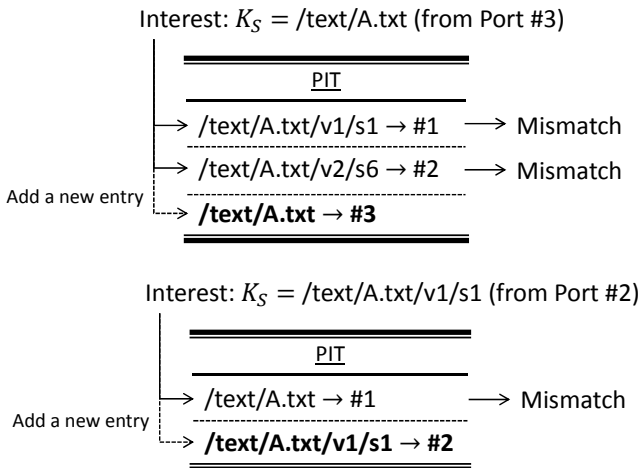 Interest: K_S = /text/A.txt (from Port #3)
PIT
/text/A.txt/v1/s1 → #1 → Mismatch
/text/A.txt/v2/s6 → #2 → Mismatch
Add a new entry
/text/A.txt → #3
Interest: K_S = /text/A.txt/v1/s1 (from Port #2)
PIT
/text/A.txt → #1 → Mismatch
Add a new entry
/text/A.txt/v1/s1 → #2